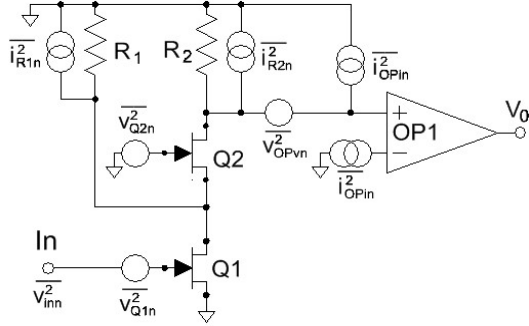 i²R1n
R1
R2
i²R2n
i²OPin
v²Q2n
Q2
v²OPvn
+
OP1
−
V0
i²OPin
In
v²inn
v²Q1n
Q1